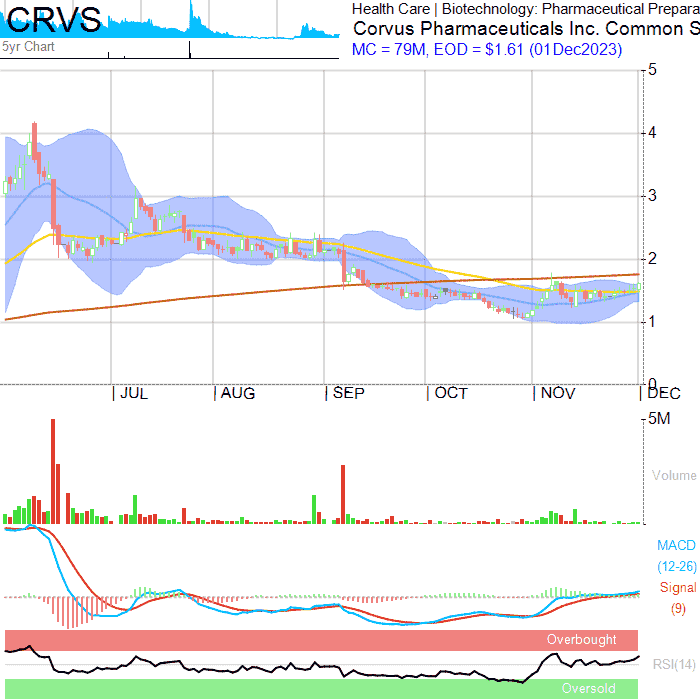 CRVS
5yr Chart
Health Care | Biotechnology: Pharmaceutical Prepara
Corvus Pharmaceuticals Inc. Common S
MC = 79M, EOD = $1.61 (01Dec2023)
5
4
3
2
1
0
JUL
AUG
SEP
OCT
NOV
DEC
5M
Volume
MACD
(12-26)
Signal
(9)
Overbought
RSI(14)
Oversold